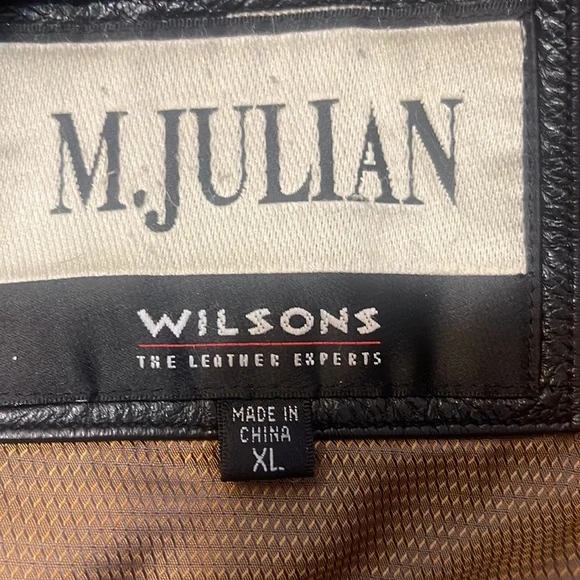 M.JULIAN
WILSONS
THE LEATHER EXPERTS
MADE IN
CHINA
XL